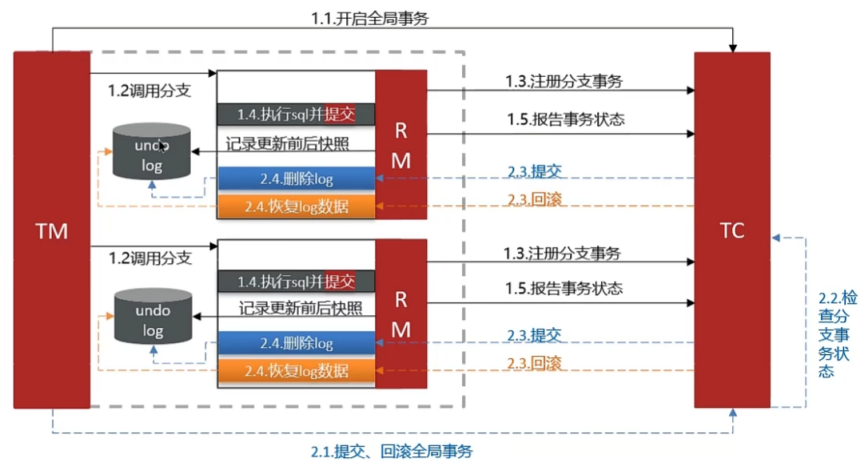 1.1.开启全局事务
TM
1.2调用分支
1.3.注册分支事务
1.4.执行sql并提交
R
M
1.5.报告事务状态
undo
log
记录更新前后快照
2.4.删除log
2.3.提交
2.4.恢复log数据
2.3.回滚
TC
1.2调用分支
1.3.注册分支事务
1.4.执行sql并提交
R
M
1.5.报告事务状态
undo
log
记录更新前后快照
2.4.删除log
2.3.提交
2.4.恢复log数据
2.3.回滚
2.2.检
查分
支事
务状
态
2.1.提交、回滚全局事务